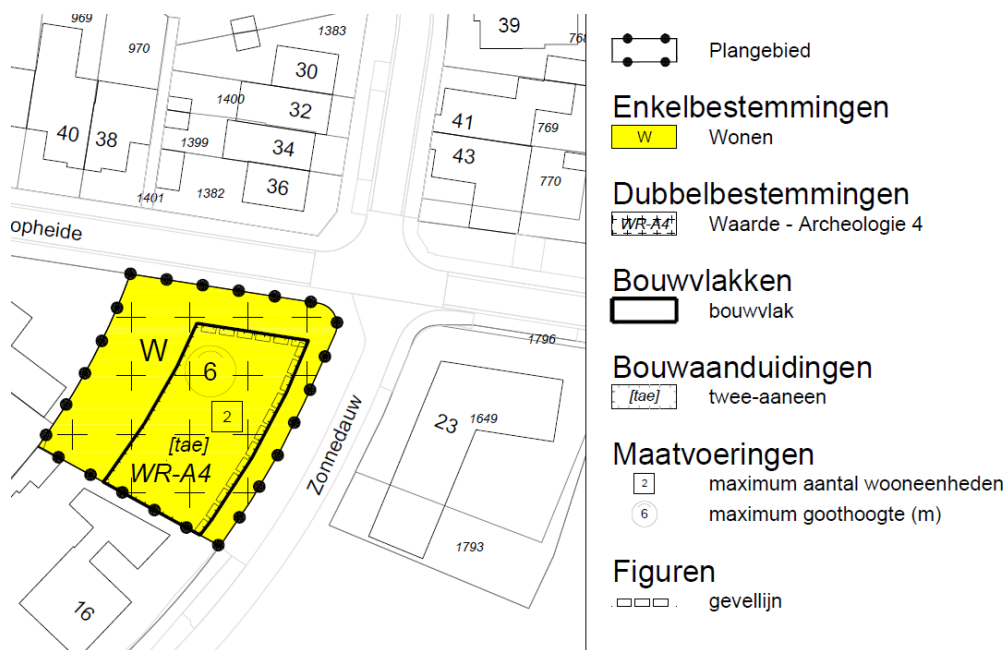 969
1383
39
768
970
30
1400
32
41
769
40
38
1399
34
43
36
770
1382
1401
opheide
1796
W
6
2
23
1649
[tae]
WR-A4
Zonnedauw
1793
16
Plangebied
Enkelbestemmingen
W Wonen
Dubbelbestemmingen
WR-A4 Waarde - Archeologie 4
Bouwvlakken
bouwvlak
Bouwaanduidingen
[tae] twee-aaneen
Maatvoeringen
2 maximum aantal wooneenheden
6 maximum goothoogte (m)
Figuren
gevellijn